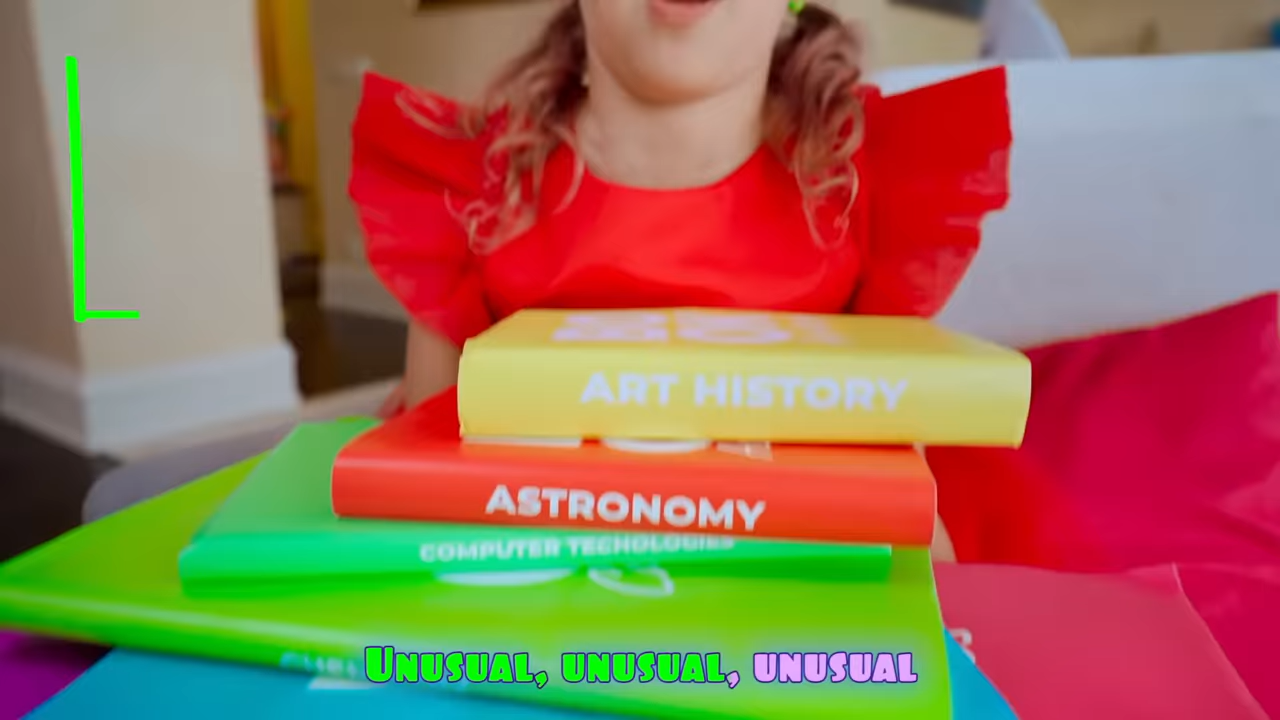 ART HISTORY
ASTRONOMY
COMPUTER TECHOLOGIES
Unusual, unusual, unusual